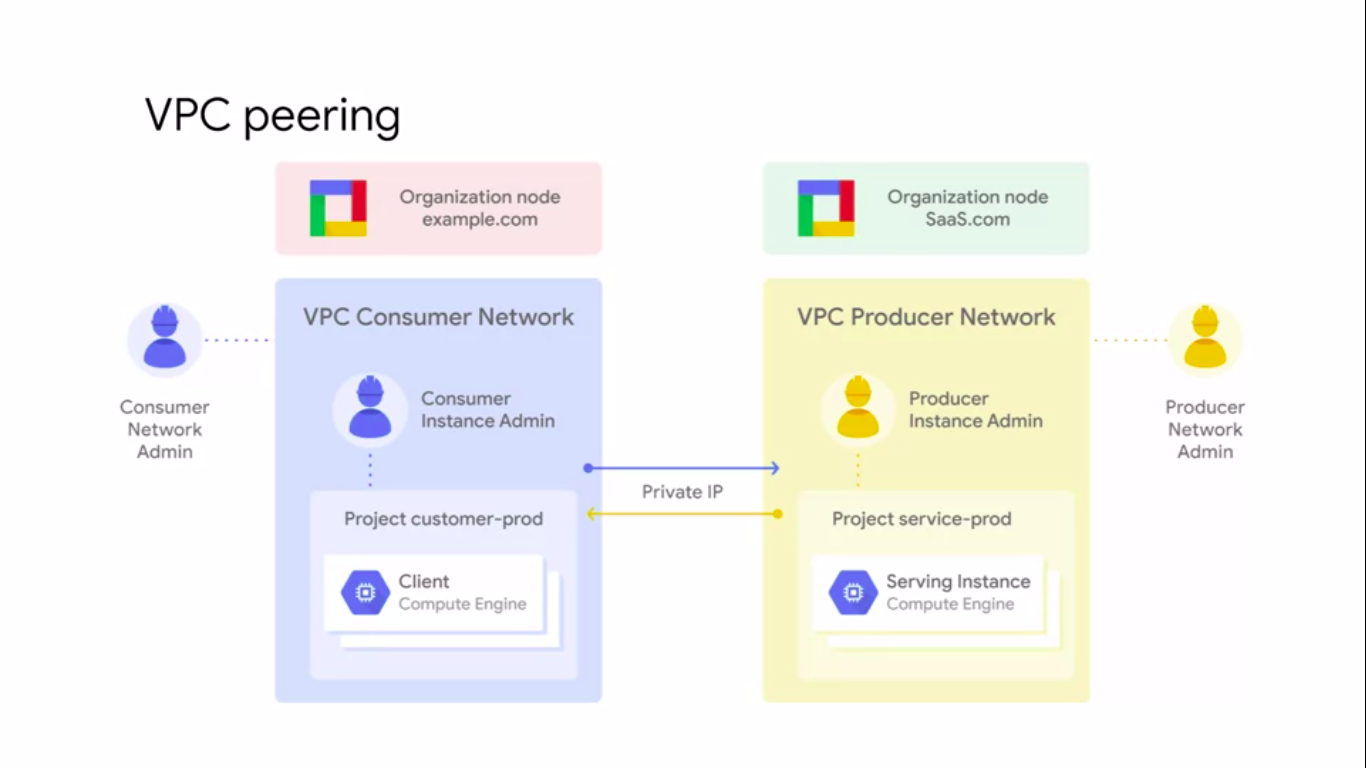 VPC peering
Organization node
example.com
Organization node
SaaS.com
VPC Consumer Network
VPC Producer Network
Consumer
Network
Admin
Consumer
Instance Admin
Producer
Instance Admin
Producer
Network
Admin
Private IP
Project customer-prod
Client
Compute Engine
Project service-prod
Serving Instance
Compute Engine